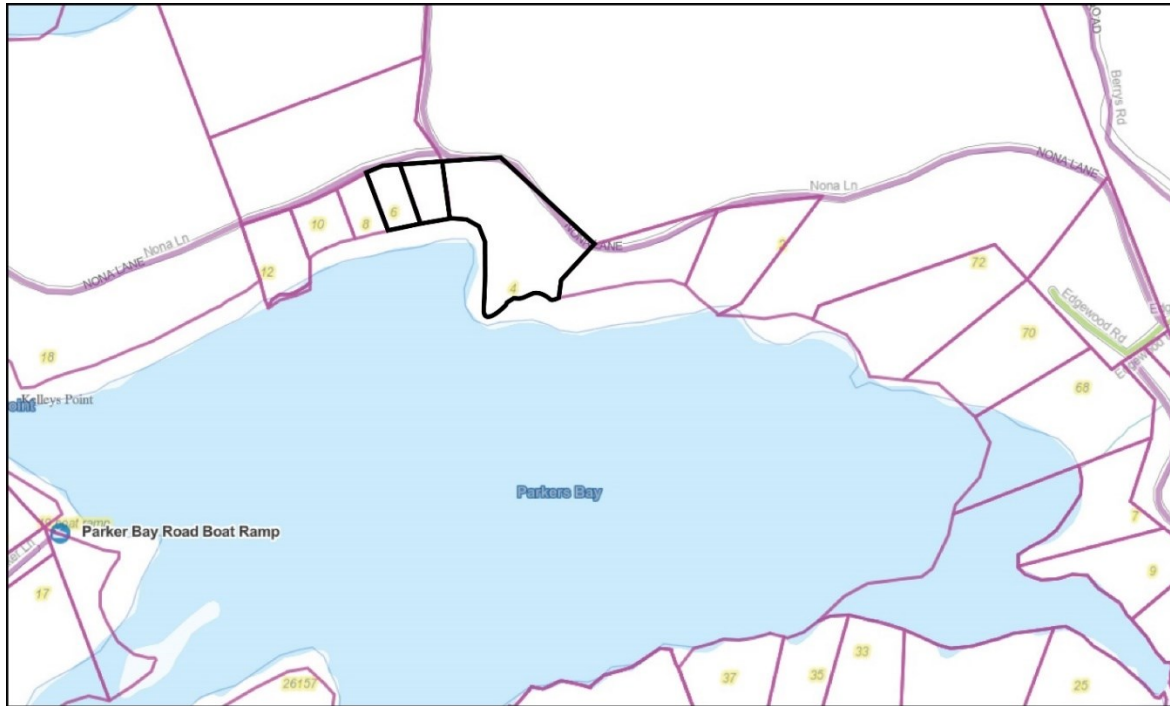 ROAD
Berrys Rd
NONA LANE
Nona Ln
6
8
10
Nona Ln
NONA LANE
12
NONA LANE
4
72
Edgewood Rd
70
18
68
Kelleys Point
oint
Parkers Bay
Parker Bay Road Boat Ramp
7
9
17
33
37
35
25
26157